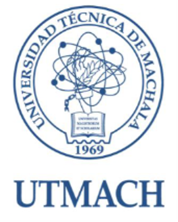 UNIVERSIDAD TÉCNICA DE MACHALA
1969
UTMACH